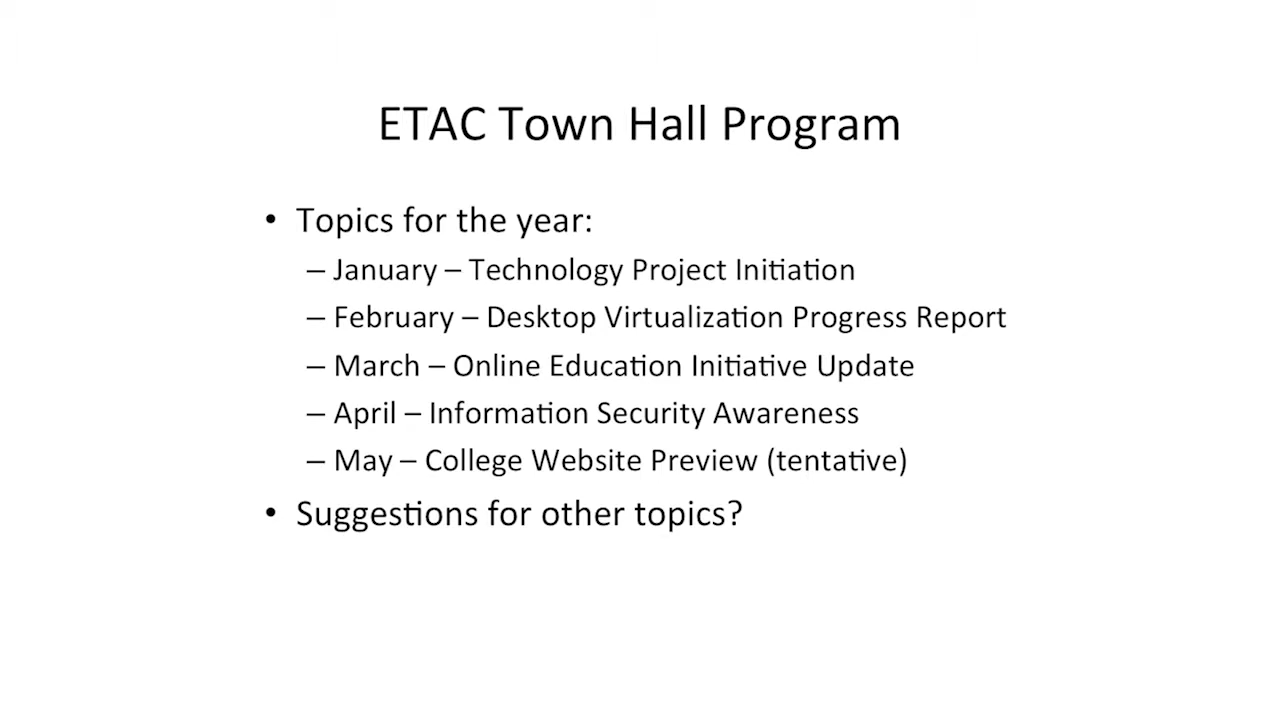 ETAC Town Hall Program
• Topics for the year:
– January – Technology Project Initiation
– February – Desktop Virtualization Progress Report
– March – Online Education Initiative Update
– April – Information Security Awareness
– May – College Website Preview (tentative)
• Suggestions for other topics?